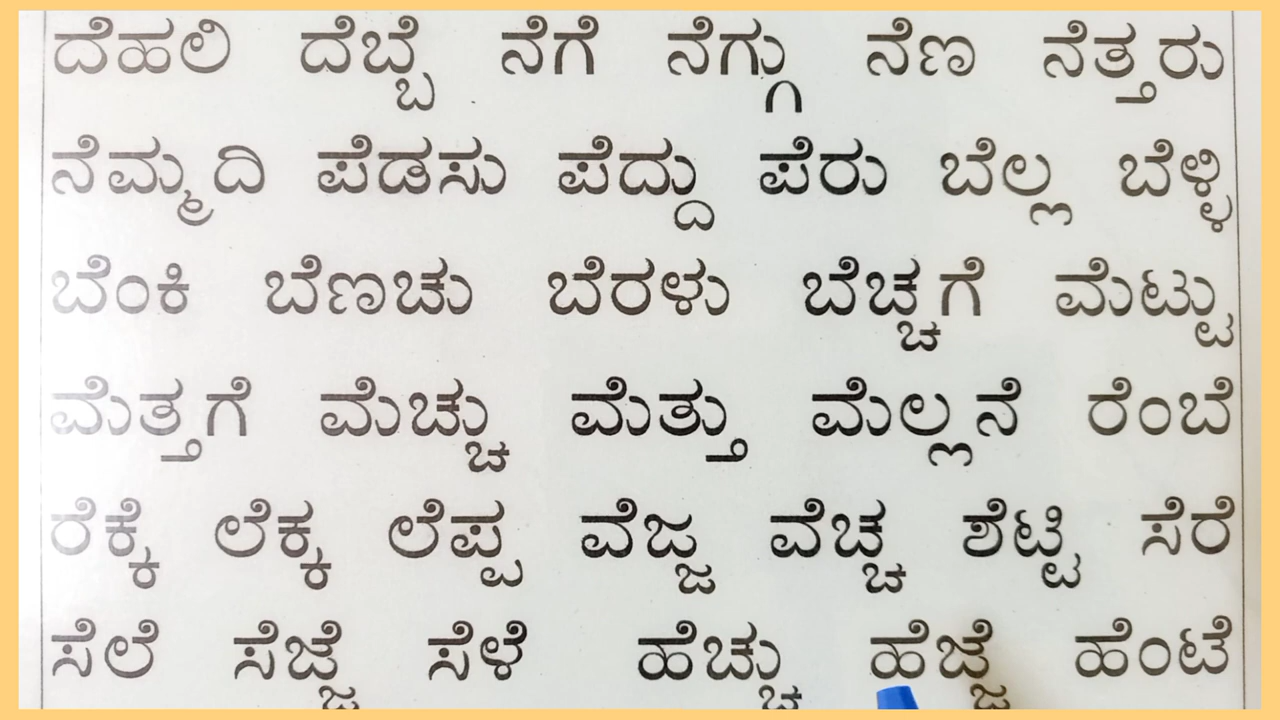 ದೆಹಲಿ ದೆಬ್ಬೆ ನೆಗೆ ನೆಗ್ಗು ನೆಣ ನೆತ್ತರು
ನೆಮ್ಮದಿ ಪೆಡಸು ಪೆದ್ದು ಪೆರು ಬೆಲ್ಲ ಬೆಳ್ಳಿ
ಬೆಂಕಿ ಬೆಣಚು ಬೆರಳು ಬೆಚ್ಚಗೆ ಮೆಟ್ಟು
ಮೆತ್ತಗೆ ಮೆಚ್ಚು ಮೆತ್ತು ಮೆಲ್ಲನೆ ರೆಂಬೆ
ರೆಕ್ಕೆ ಲೆಕ್ಕ ಲೆಪ್ಪ ವೆಜ್ಜ ವೆಚ್ಚ ಶೆಟ್ಟಿ ಸೆರೆ
ಸೆಲೆ ಸೆಜ್ಜೆ ಸೆಳೆ ಹೆಚ್ಚು ಹೆಜ್ಜೆ ಹೆಂಟೆ